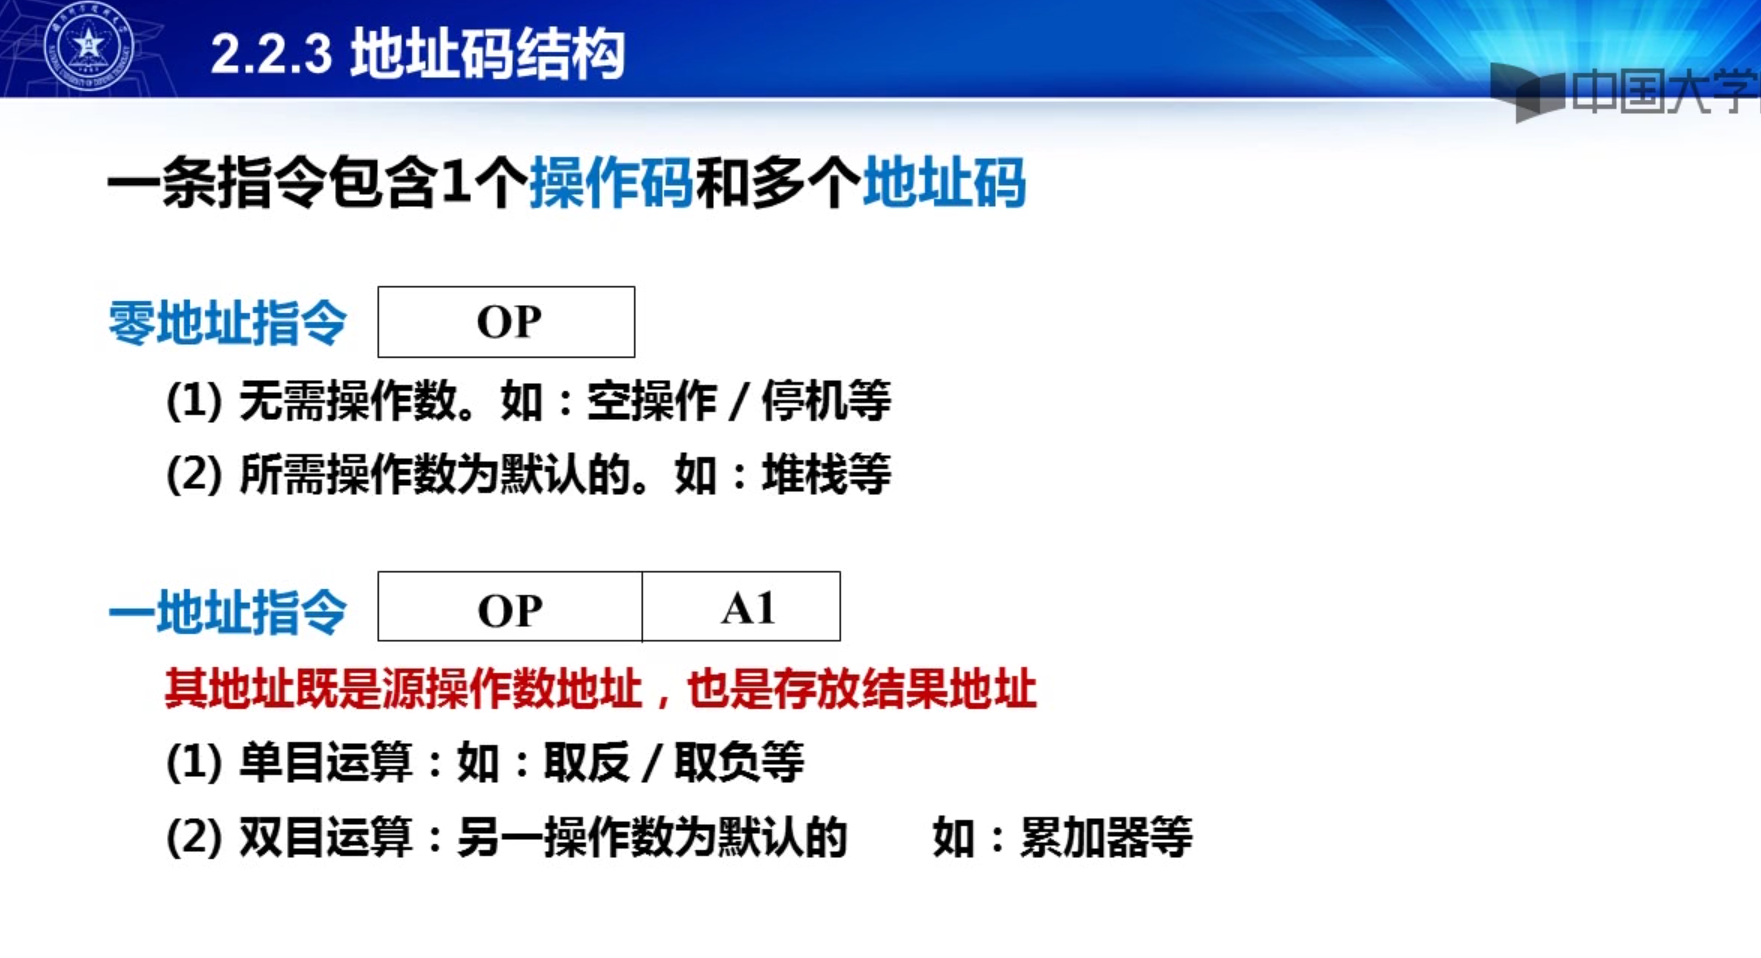 2.2.3 地址码结构
中国大学
一条指令包含1个操作码和多个地址码
零地址指令 OP
(1) 无需操作数。如：空操作 / 停机等
(2) 所需操作数为默认的。如：堆栈等
一地址指令 OP A1
其地址既是源操作数地址，也是存放结果地址
(1) 单目运算：如：取反 / 取负等
(2) 双目运算：另一操作数为默认的 如：累加器等